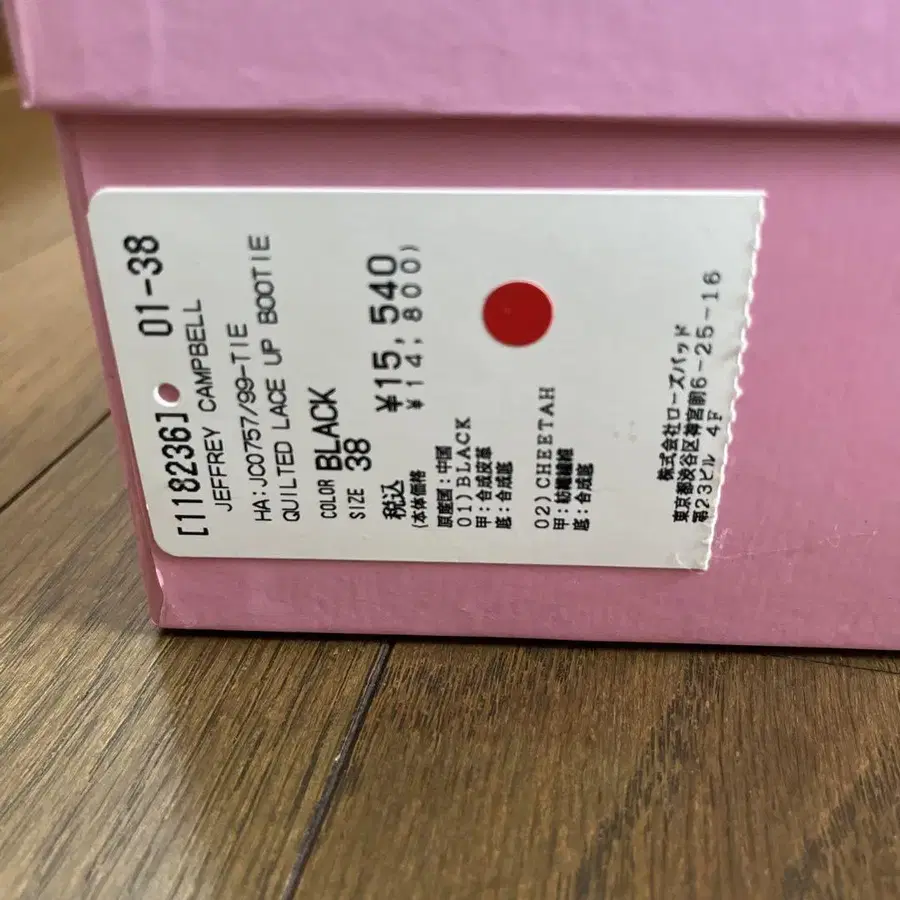 [118236] 01-38
JEFFREY CAMPBELL
HA:JC0757/99-TIE
QUILTED LACE UP BOOTIE
COLOR BLACK
SIZE 38
税込 ¥15,540
(本体価格 ¥14,800)
原産国:中国
01)BLACK
甲:合成皮革
底:合成底
02)CHEETAH
甲:紡織繊維
底:合成底
株式会社ローズバッド
東京都渋谷区神宮前6-25-16
第23ビル 4F